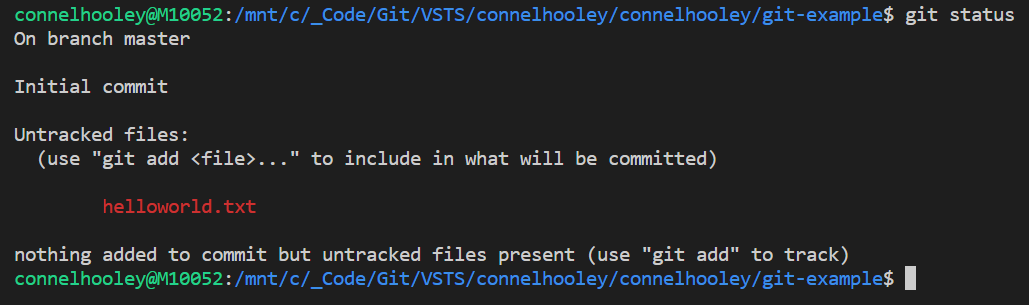 connelhooley@M10052:/mnt/c/_Code/Git/VSTS/connelhooley/connelhooley/git-example$ git status
On branch master
Initial commit
Untracked files:
  (use "git add <file>..." to include in what will be committed)
        helloworld.txt
nothing added to commit but untracked files present (use "git add" to track)
connelhooley@M10052:/mnt/c/_Code/Git/VSTS/connelhooley/connelhooley/git-example$